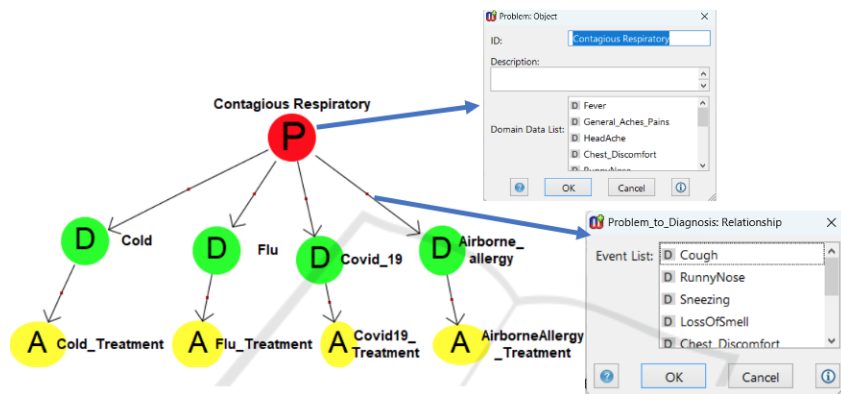 Problem: Object
ID:
Contagious Respiratory
Description:
Domain Data List:
D Fever
D General_Aches_Pains
D HeadAche
D Chest_Discomfort
D RunnyNose
OK
Cancel
Contagious Respiratory
P
Problem_to_Diagnosis: Relationship
Event List:
D Cough
D RunnyNose
D Sneezing
D LossOfSmell
D Chest_Discomfort
OK
Cancel
D Cold
D Flu
D Covid_19
D Airborne_
allergy
A Cold_Treatment
A Flu_Treatment
A Covid19_
Treatment
A AirborneAllergy
_Treatment